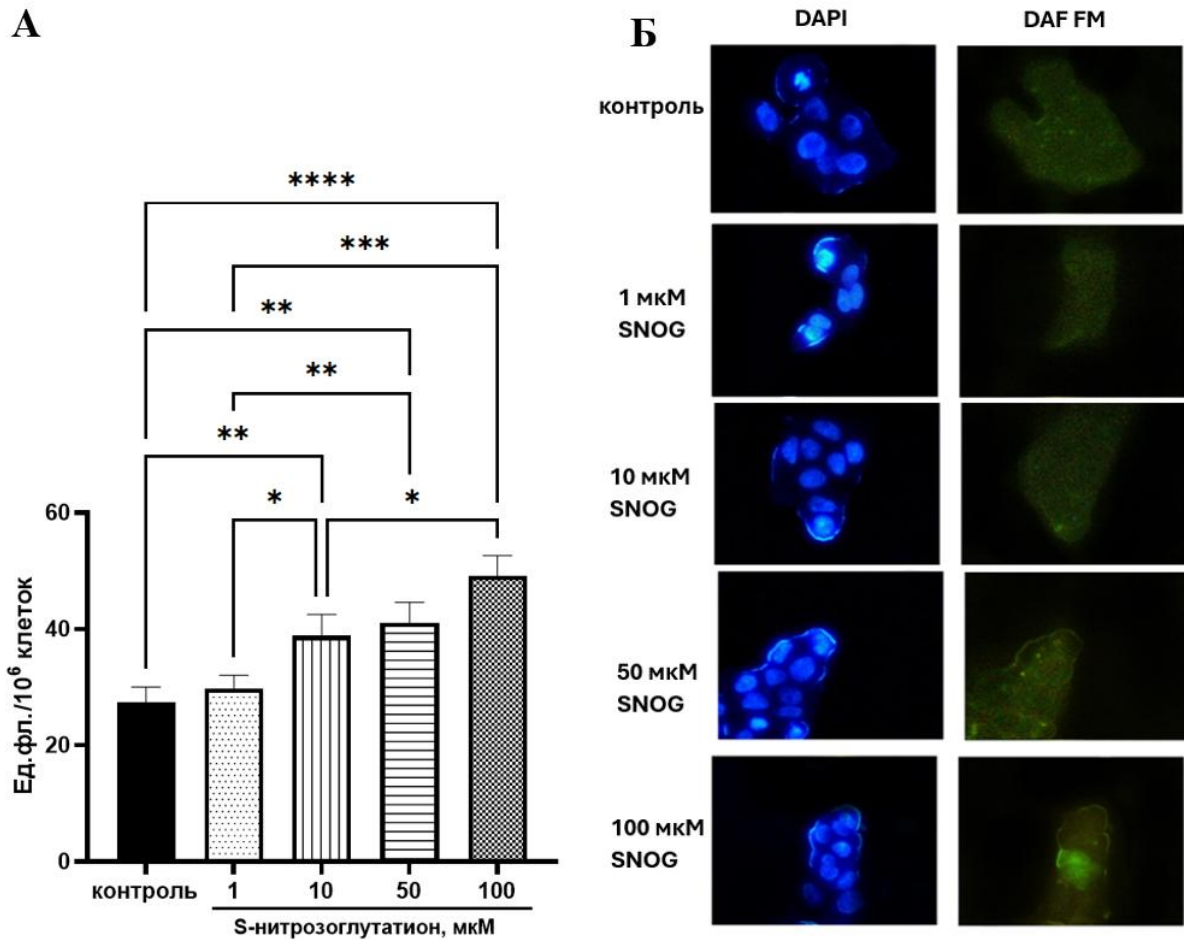 А
****
***
**
**
**
*
*
60
40
20
0
Ед.фл./10⁶ клеток
контроль
1
10
50
100
S-нитрозоглутатион, мкМ
Б
DAPI
DAF FM
контроль
1 мкМ
SNOG
10 мкМ
SNOG
50 мкМ
SNOG
100 мкМ
SNOG